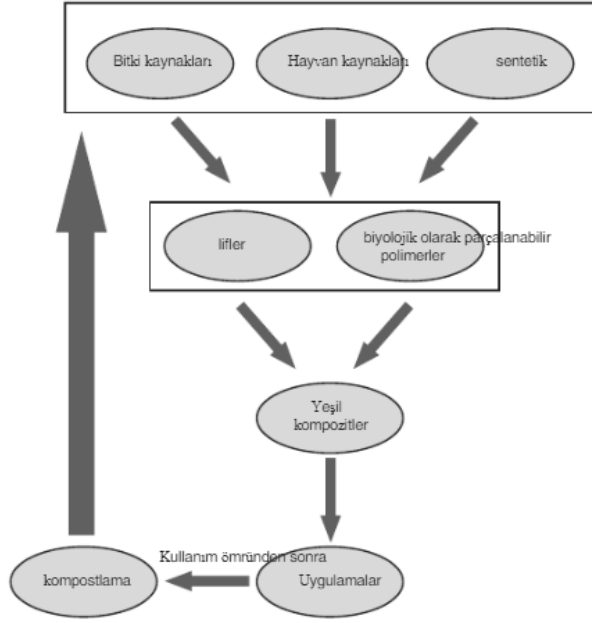 Bitki kaynakları
Hayvan kaynakları
sentetik
lifler
biyolojik olarak parçalanabilir
polimerler
Yeşil
kompozitler
Kullanım ömründen sonra
kompostlama
Uygulamalar